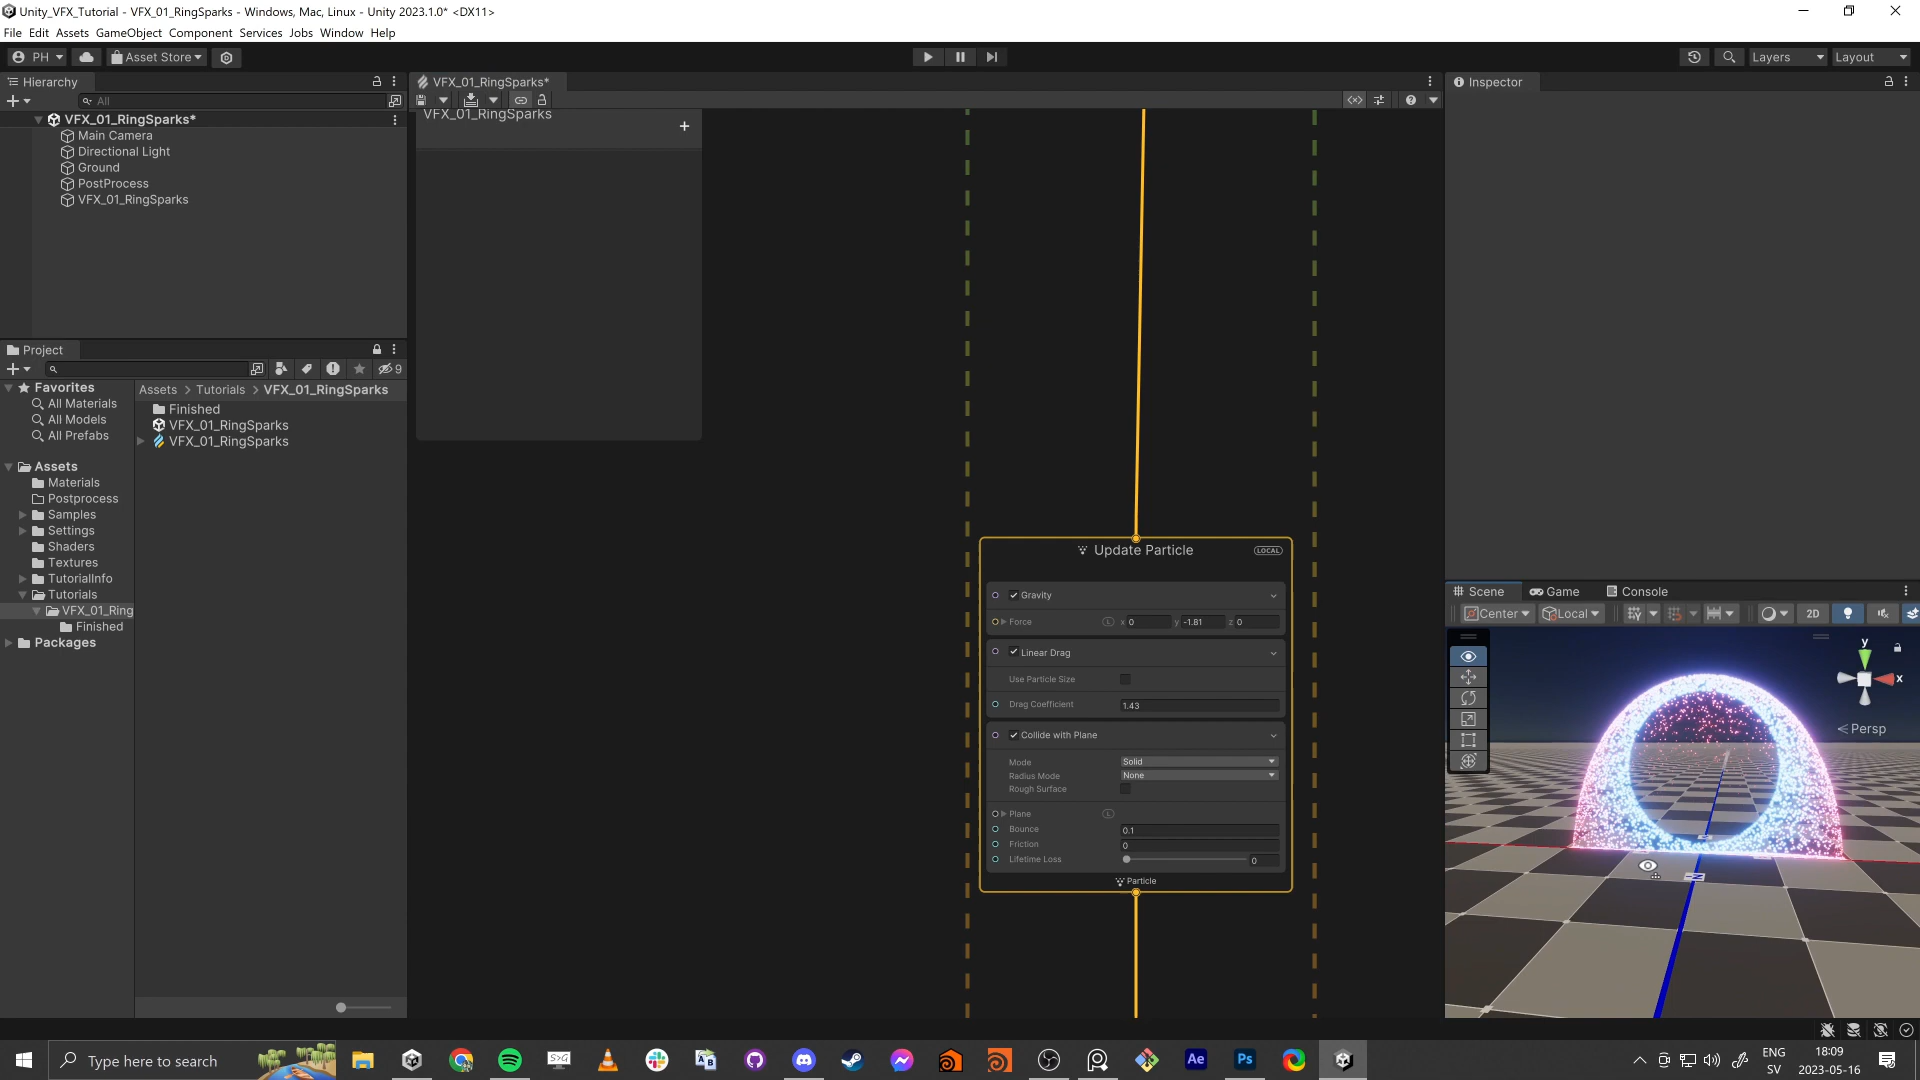 Unity_VFX_Tutorial - VFX_01_RingSparks - Windows, Mac, Linux - Unity 2023.1.0* <DX11>
File Edit Assets GameObject Component Services Jobs Window Help
PH Asset Store Layers Layout
Hierarchy
All
VFX_01_RingSparks*
Main Camera
Directional Light
Ground
PostProcess
VFX_01_RingSparks
Project
9
Favorites
All Materials
All Models
All Prefabs
Assets
Materials
Postprocess
Samples
Settings
Shaders
Textures
TutorialInfo
Tutorials
VFX_01_Ring
Finished
Packages
Assets > Tutorials > VFX_01_RingSparks
Finished
VFX_01_RingSparks
VFX_01_RingSparks
VFX_01_RingSparks*
VFX_01_RingSparks
+
Update Particle LOCAL
Gravity
Force L x 0 y -1.81 z 0
Linear Drag
Use Particle Size
Drag Coefficient 1.43
Collide with Plane
Mode Solid
Radius Mode None
Rough Surface
Plane L
Bounce 0.1
Friction 0
Lifetime Loss 0
Particle
Inspector
Scene Game Console
Center Local 2D
y
x
Persp
Type here to search
S>G
Ae
Ps
ENG
SV
18:09
2023-05-16